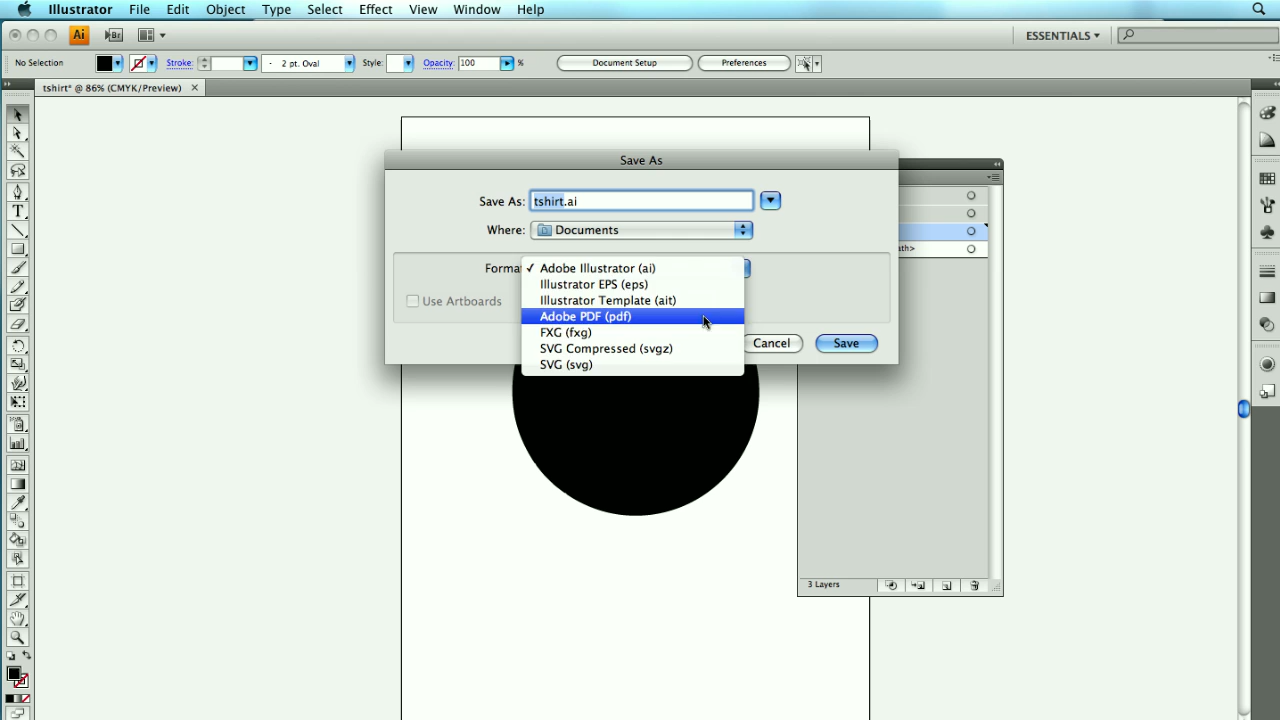 Illustrator File Edit Object Type Select Effect View Window Help
Ai Br ESSENTIALS
No Selection Stroke: 2 pt. Oval Style: Opacity: 100 % Document Setup Preferences
tshirt* @ 86% (CMYK/Preview)
Save As
Save As: tshirt.ai
Where: Documents
Format
✓ Adobe Illustrator (ai)
Illustrator EPS (eps)
Illustrator Template (ait)
Adobe PDF (pdf)
FXG (fxg)
SVG Compressed (svgz)
SVG (svg)
Use Artboards
Cancel Save
ath>
3 Layers